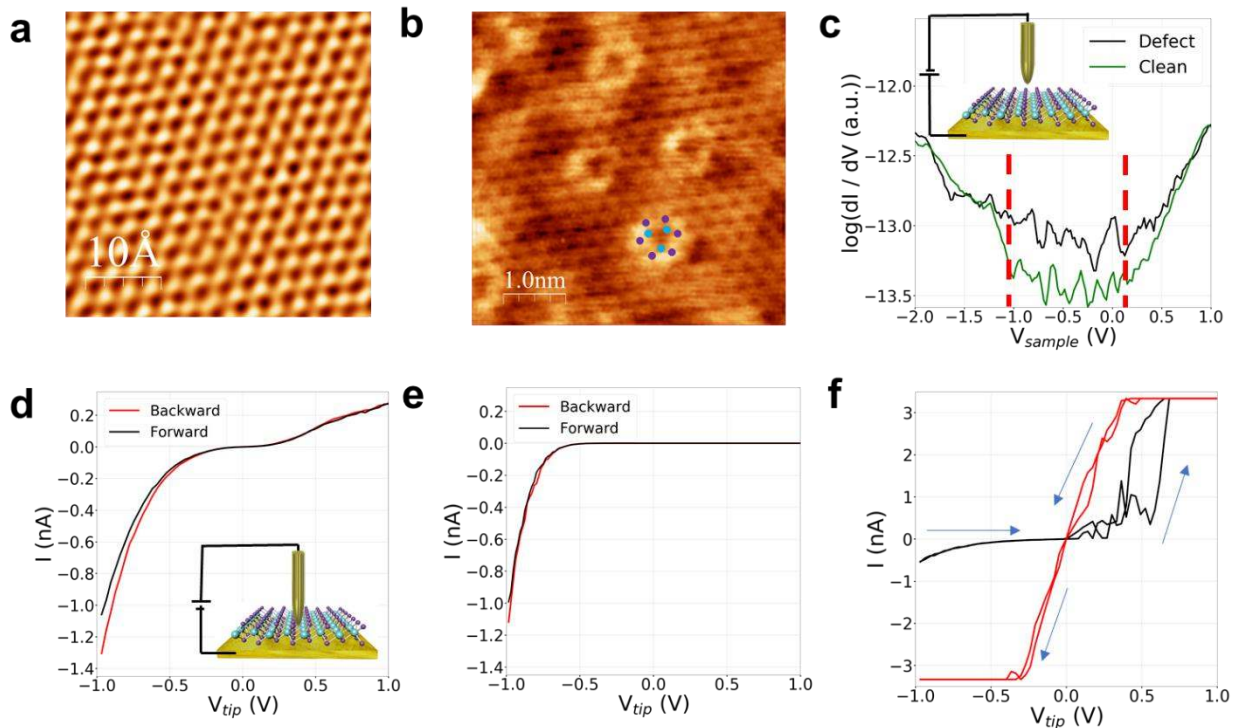 a
10Å
b
1.0nm
c
Defect
Clean
log(dI / dV (a.u.))
−12.0
−12.5
−13.0
−13.5
−2.0 −1.5 −1.0 −0.5 0.0 0.5 1.0
V_sample (V)
d
Backward
Forward
I (nA)
0.2
0.0
−0.2
−0.4
−0.6
−0.8
−1.0
−1.2
−1.4
−1.0 −0.5 0.0 0.5 1.0
V_tip (V)
e
Backward
Forward
I (nA)
0.2
0.0
−0.2
−0.4
−0.6
−0.8
−1.0
−1.2
−1.4
−1.0 −0.5 0.0 0.5 1.0
V_tip (V)
f
I (nA)
3
2
1
0
−1
−2
−3
−1.0 −0.5 0.0 0.5 1.0
V_tip (V)